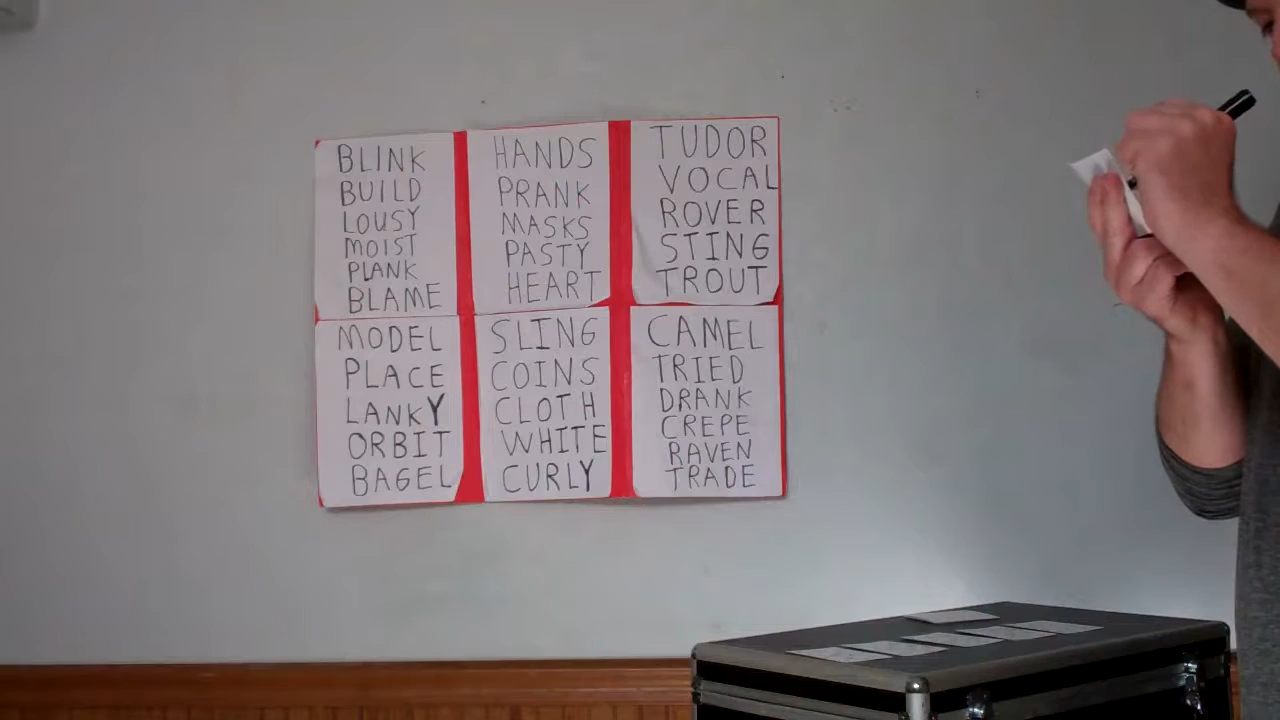 BLINK
BUILD
LOUSY
MOIST
PLANK
BLAME
HANDS
PRANK
MASKS
PASTY
HEART
TUDOR
VOCAL
ROVER
STING
TROUT
MODEL
PLACE
LANKY
ORBIT
BAGEL
SLING
COINS
CLOTH
WHITE
CURLY
CAMEL
TRIED
DRANK
CREPE
RAVEN
TRADE